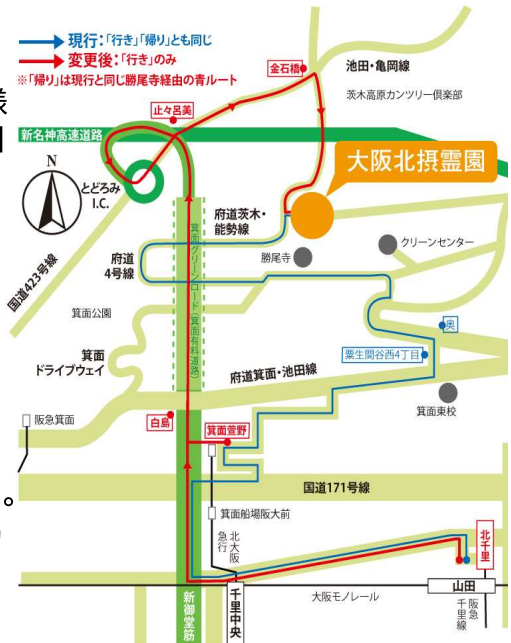 現行：「行き」「帰り」とも同じ
変更後：「行き」のみ
※「帰り」は現行と同じ勝尾寺経由の青ルート
様
金石橋
池田・亀岡線
茨木高原カンツリー倶楽部
止々呂美
新名神高速道路
大阪北摂霊園
N
とどろみ
I.C.
府道茨木・
能勢線
クリーンセンター
勝尾寺
府道
4号線
国道423号線
箕面グリーンロード(箕面有料道路)
箕面公園
奥
粟生間谷西4丁目
箕面
ドライブウェイ
府道箕面・池田線
箕面東校
阪急箕面
白島
箕面萱野
国道171号線
。
箕面船場阪大前
北大阪
急行
北千里
山田
大阪モノレール
阪急
千里線
千里中央
新御堂筋